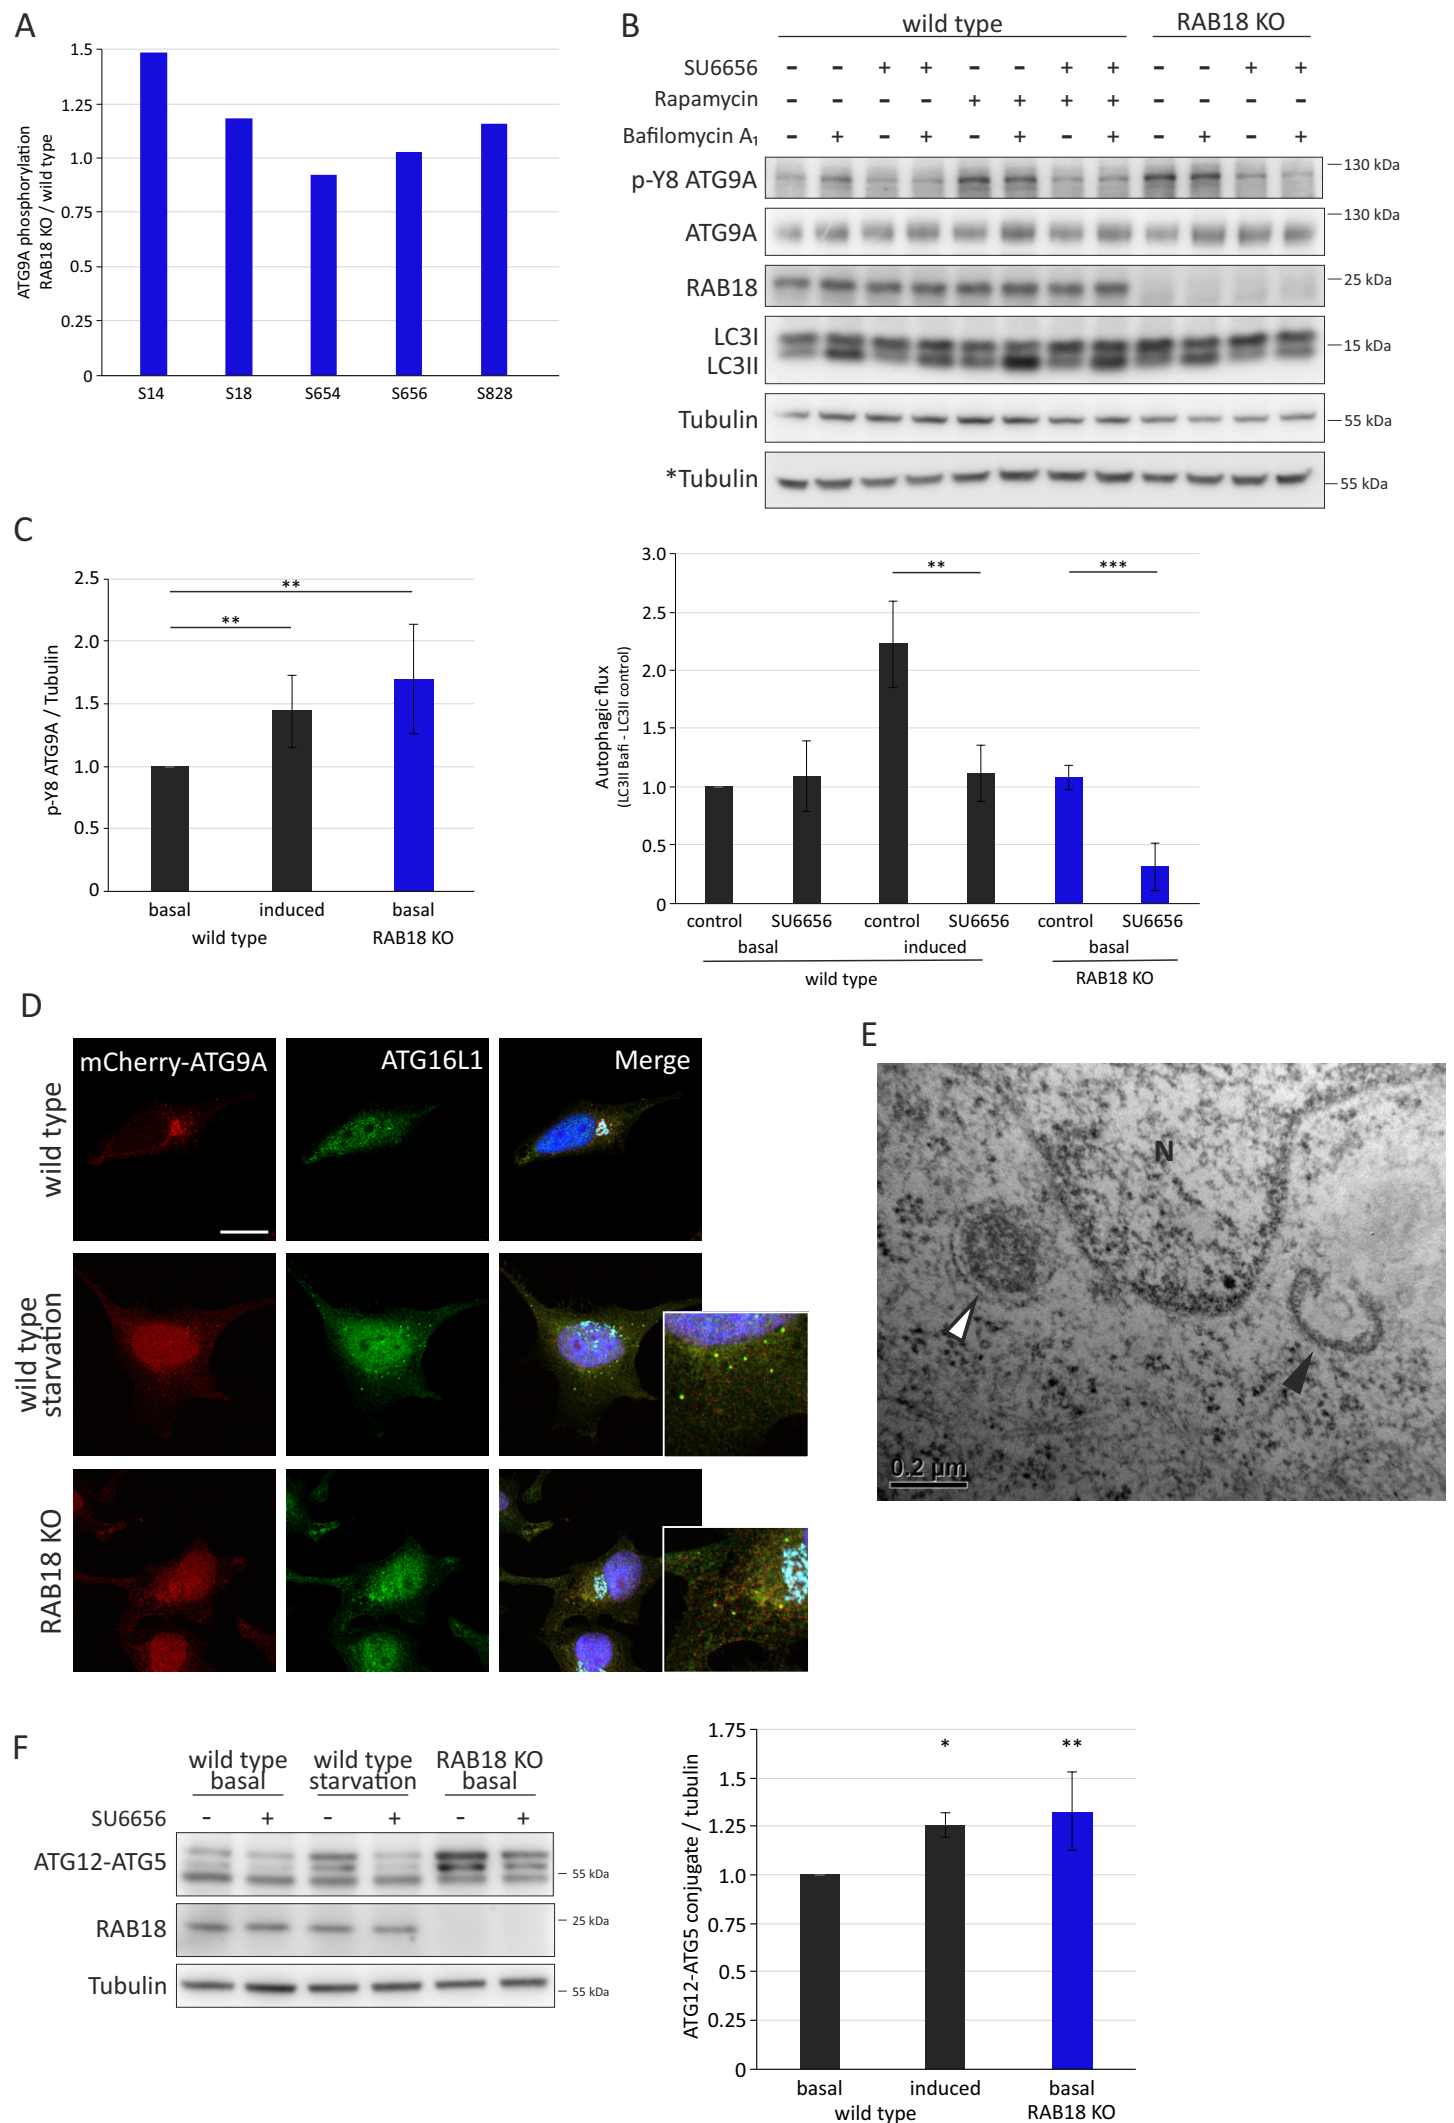 A
1.5
1.25
1.0
0.75
0.5
0.25
0
ATG9A phosphorylation
RAB18 KO / wild type
S14 S18 S654 S656 S828
B
wild type RAB18 KO
SU6656 - - + + - - + + - - + +
Rapamycin - - - - + + + + - - - -
Bafilomycin A₁ - + - + - + - + - + - +
p-Y8 ATG9A 130 kDa
ATG9A 130 kDa
RAB18 25 kDa
LC3I 15 kDa
LC3II
Tubulin 55 kDa
*Tubulin 55 kDa
C
2.5
2.0
1.5
1.0
0.5
0
p-Y8 ATG9A / Tubulin
** **
basal induced basal
wild type RAB18 KO
3.0
2.5
2.0
1.5
1.0
0.5
0
Autophagic flux
(LC3II Bafi - LC3II control)
** ***
control SU6656 control SU6656 control SU6656
basal induced basal
wild type RAB18 KO
D
mCherry-ATG9A ATG16L1 Merge
wild type
wild type
starvation
RAB18 KO
E
N
0.2 µm
F
wild type wild type RAB18 KO
basal starvation basal
SU6656 - + - + - +
ATG12-ATG5 55 kDa
RAB18 25 kDa
Tubulin 55 kDa
1.75
1.5
1.25
1.0
0.75
0.5
0.25
0
ATG12-ATG5 conjugate / tubulin
* **
basal induced basal
wild type RAB18 KO